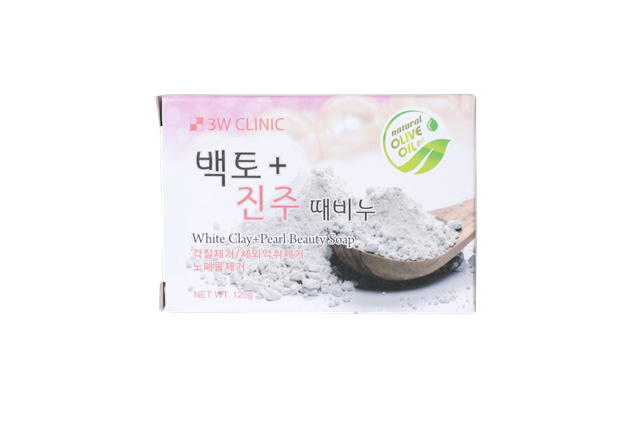 3W CLINIC
natural
OLIVE
OIL
백토+
진주 때비누
White Clay+Pearl Beauty Soap
각질제거/체외악취제거
노폐물제거
NET WT. 120g